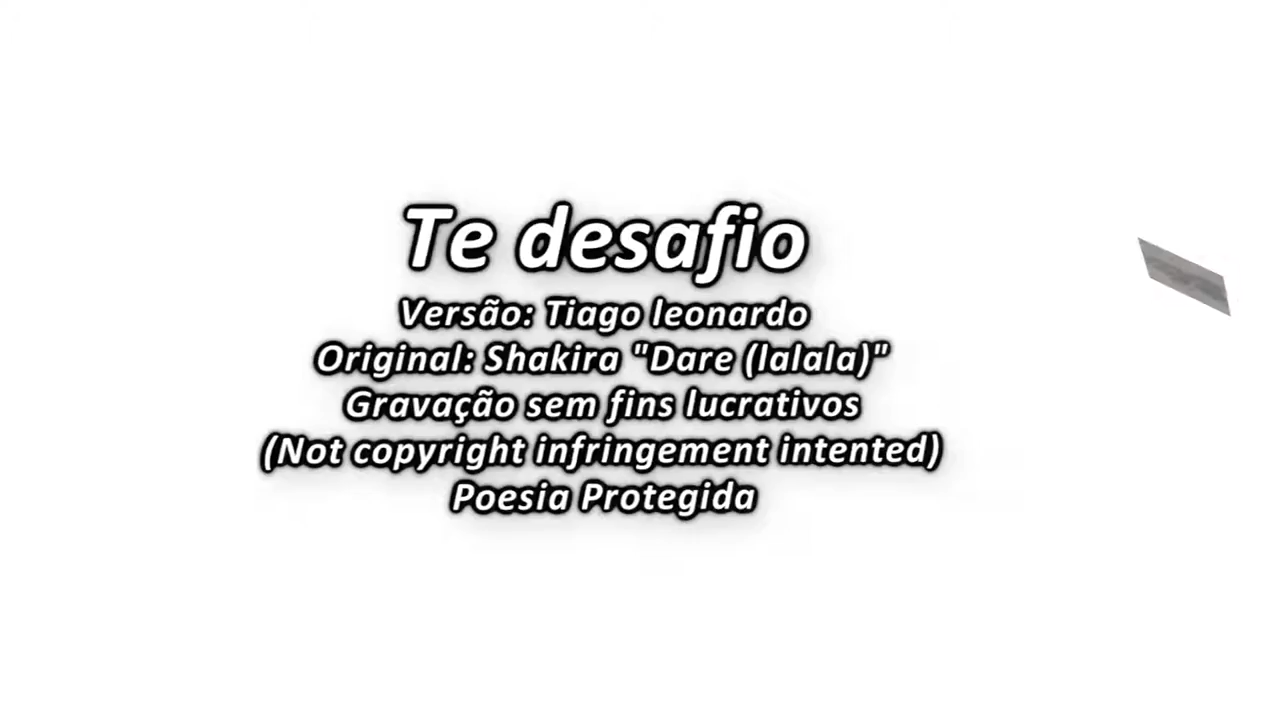 Te desafio
Versão: Tiago leonardo
Original: Shakira "Dare (lalala)"
Gravação sem fins lucrativos
(Not copyright infringement intented)
Poesia Protegida